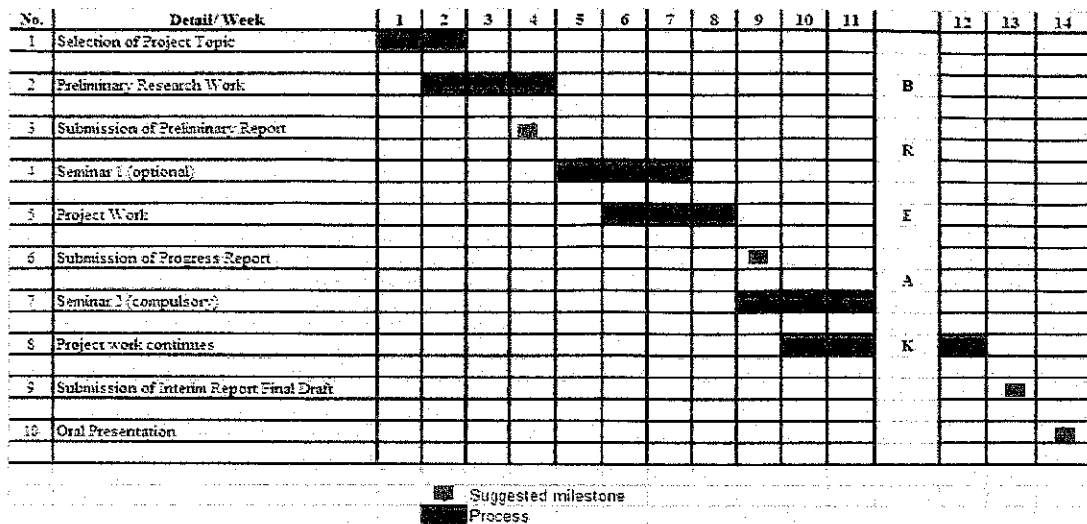 No. Detail/Week 1 2 3 4 5 6 7 8 9 10 11 12 13 14
1 Selection of Project Topic
2 Preliminary Research Work
B
3 Submission of Preliminary Report
R
4 Seminar 1 (optional)
5 Project Work
E
6 Submission of Progress Report
A
7 Seminar 2 (compulsory)
8 Project work continues
K
9 Submission of Interim Report Final Draft
10 Oral Presentation
Suggested milestone
Process